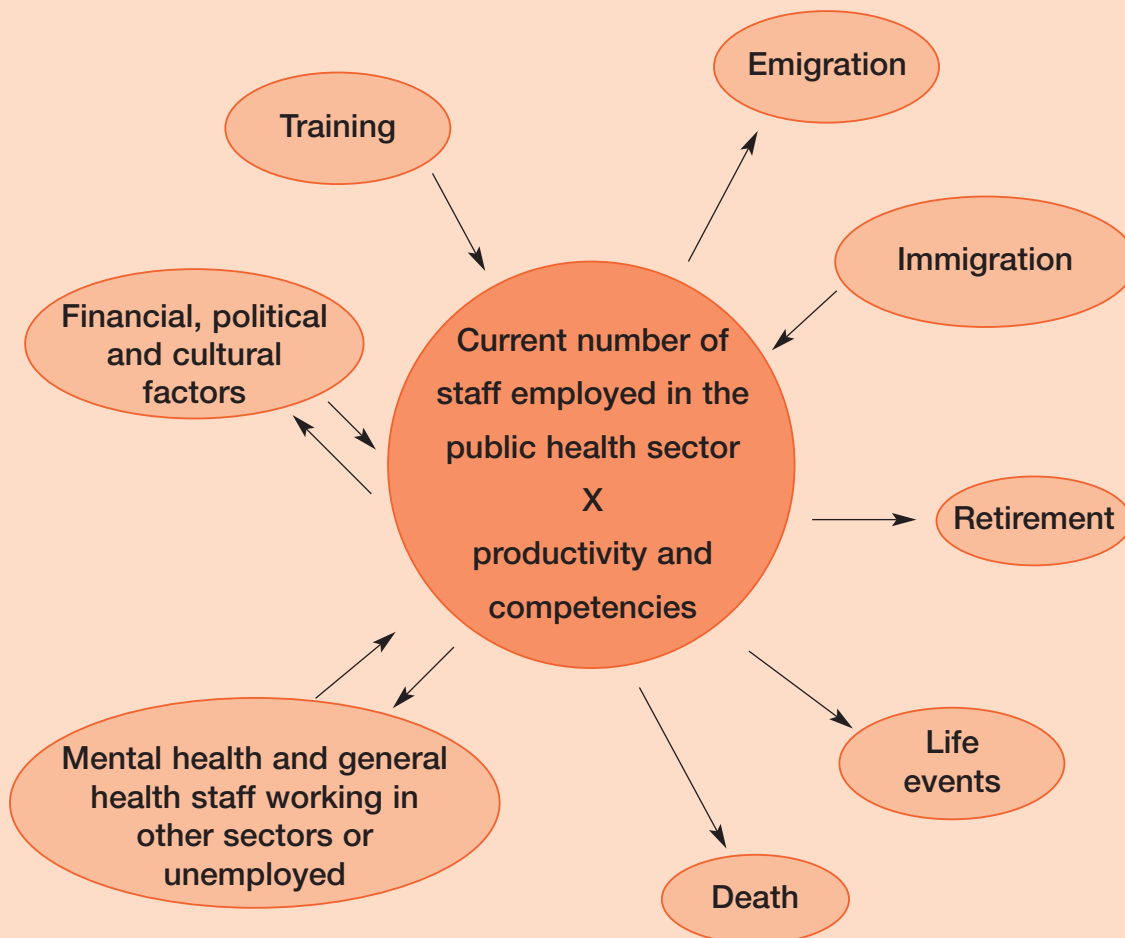 Emigration
Training
Immigration
Financial, political
and cultural
factors
Current number of
staff employed in the
public health sector
X
productivity and
competencies
Retirement
Mental health and general
health staff working in
other sectors or
unemployed
Life
events
Death